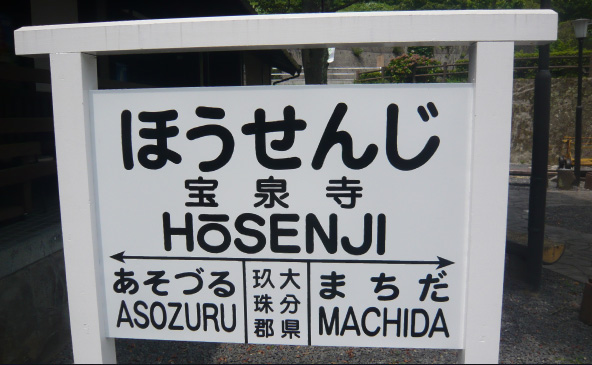 ほうせんじ
宝泉寺
HōSENJI
あそづる
ASOZURU
大分県
玖珠郡
まちだ
MACHIDA